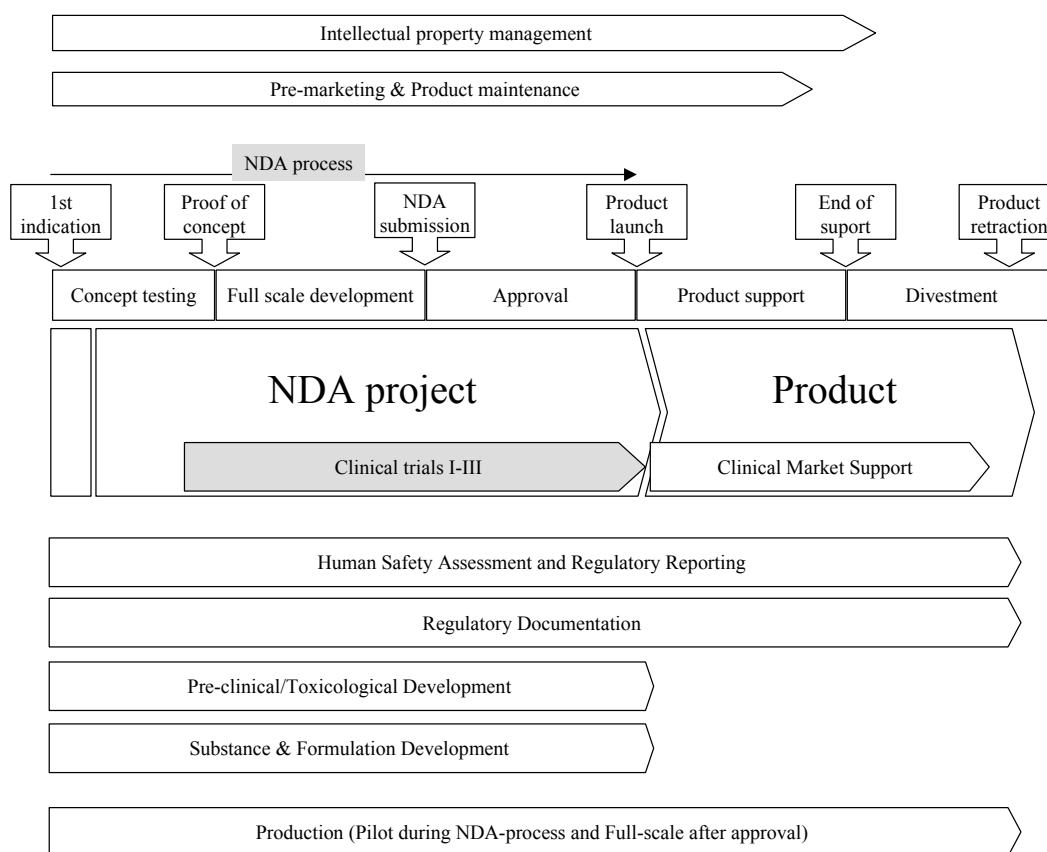 Intellectual property management
Pre-marketing & Product maintenance
NDA process
1st
indication
Proof of
concept
NDA
submission
Product
launch
End of
suport
Product
retraction
Concept testing
Full scale development
Approval
Product support
Divestment
NDA project
Product
Clinical trials I-III
Clinical Market Support
Human Safety Assessment and Regulatory Reporting
Regulatory Documentation
Pre-clinical/Toxicological Development
Substance & Formulation Development
Production (Pilot during NDA-process and Full-scale after approval)